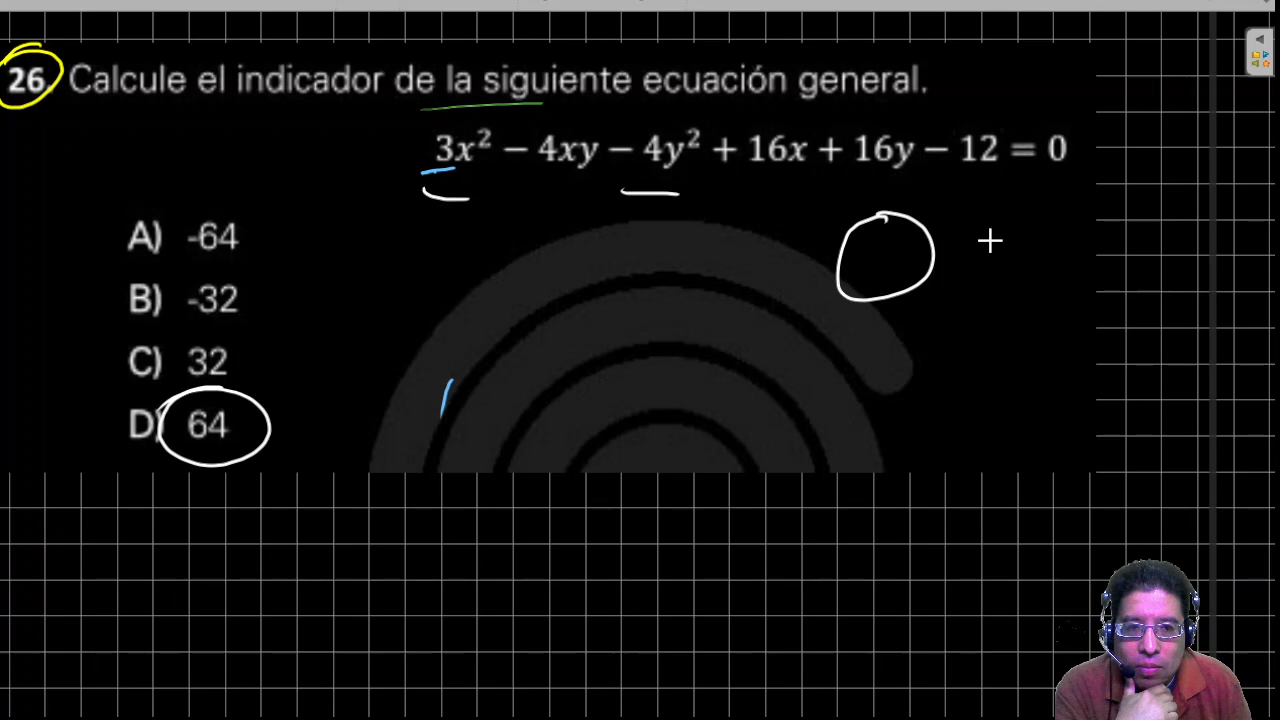 26. Calcule el indicador de la siguiente ecuación general.
3x² − 4xy − 4y² + 16x + 16y − 12 = 0
A) -64
B) -32
C) 32
D) 64